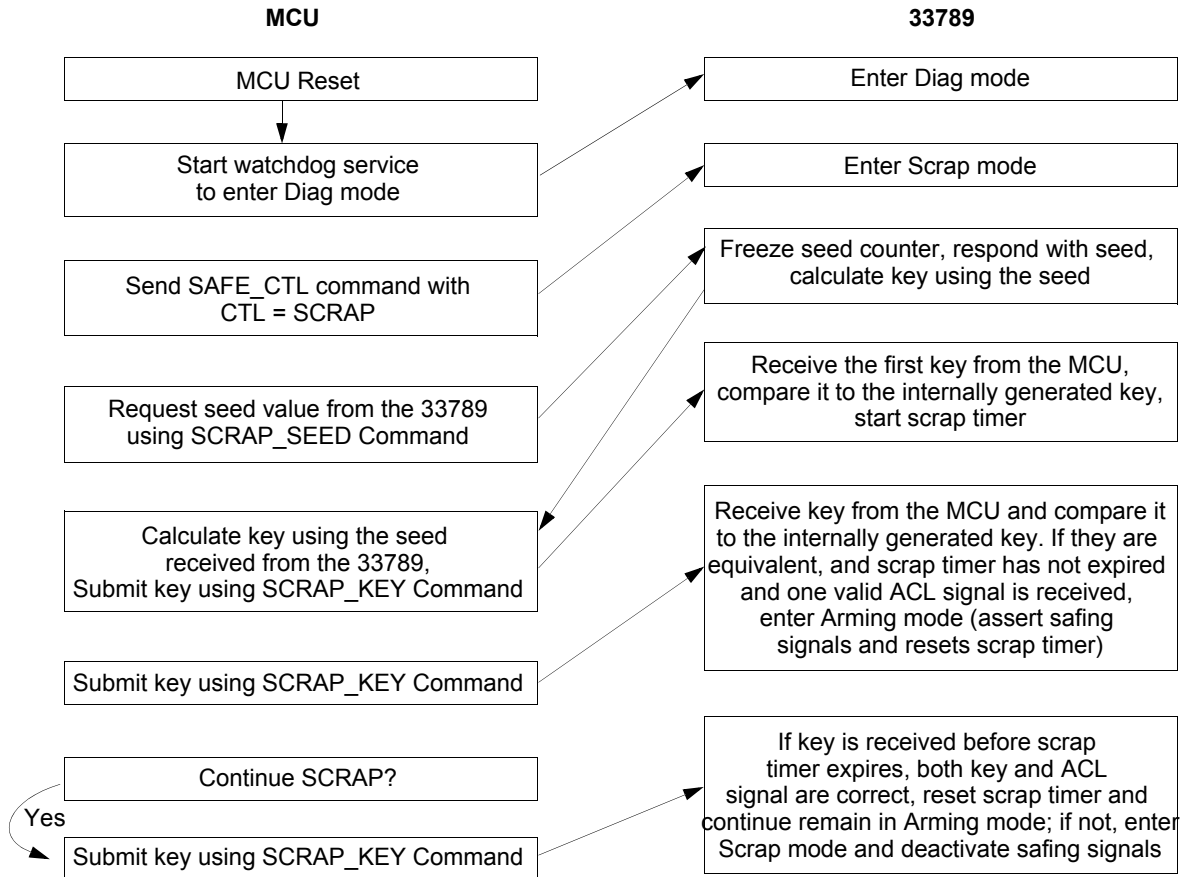 MCU
33789
MCU Reset
Enter Diag mode
Start watchdog service
to enter Diag mode
Enter Scrap mode
Send SAFE_CTL command with
CTL = SCRAP
Freeze seed counter, respond with seed,
calculate key using the seed
Request seed value from the 33789
using SCRAP_SEED Command
Receive the first key from the MCU,
compare it to the internally generated key,
start scrap timer
Calculate key using the seed
received from the 33789,
Submit key using SCRAP_KEY Command
Receive key from the MCU and compare it
to the internally generated key. If they are
equivalent, and scrap timer has not expired
and one valid ACL signal is received,
enter Arming mode (assert safing
signals and resets scrap timer)
Submit key using SCRAP_KEY Command
Continue SCRAP?
Yes
Submit key using SCRAP_KEY Command
If key is received before scrap
timer expires, both key and ACL
signal are correct, reset scrap timer and
continue remain in Arming mode; if not, enter
Scrap mode and deactivate safing signals